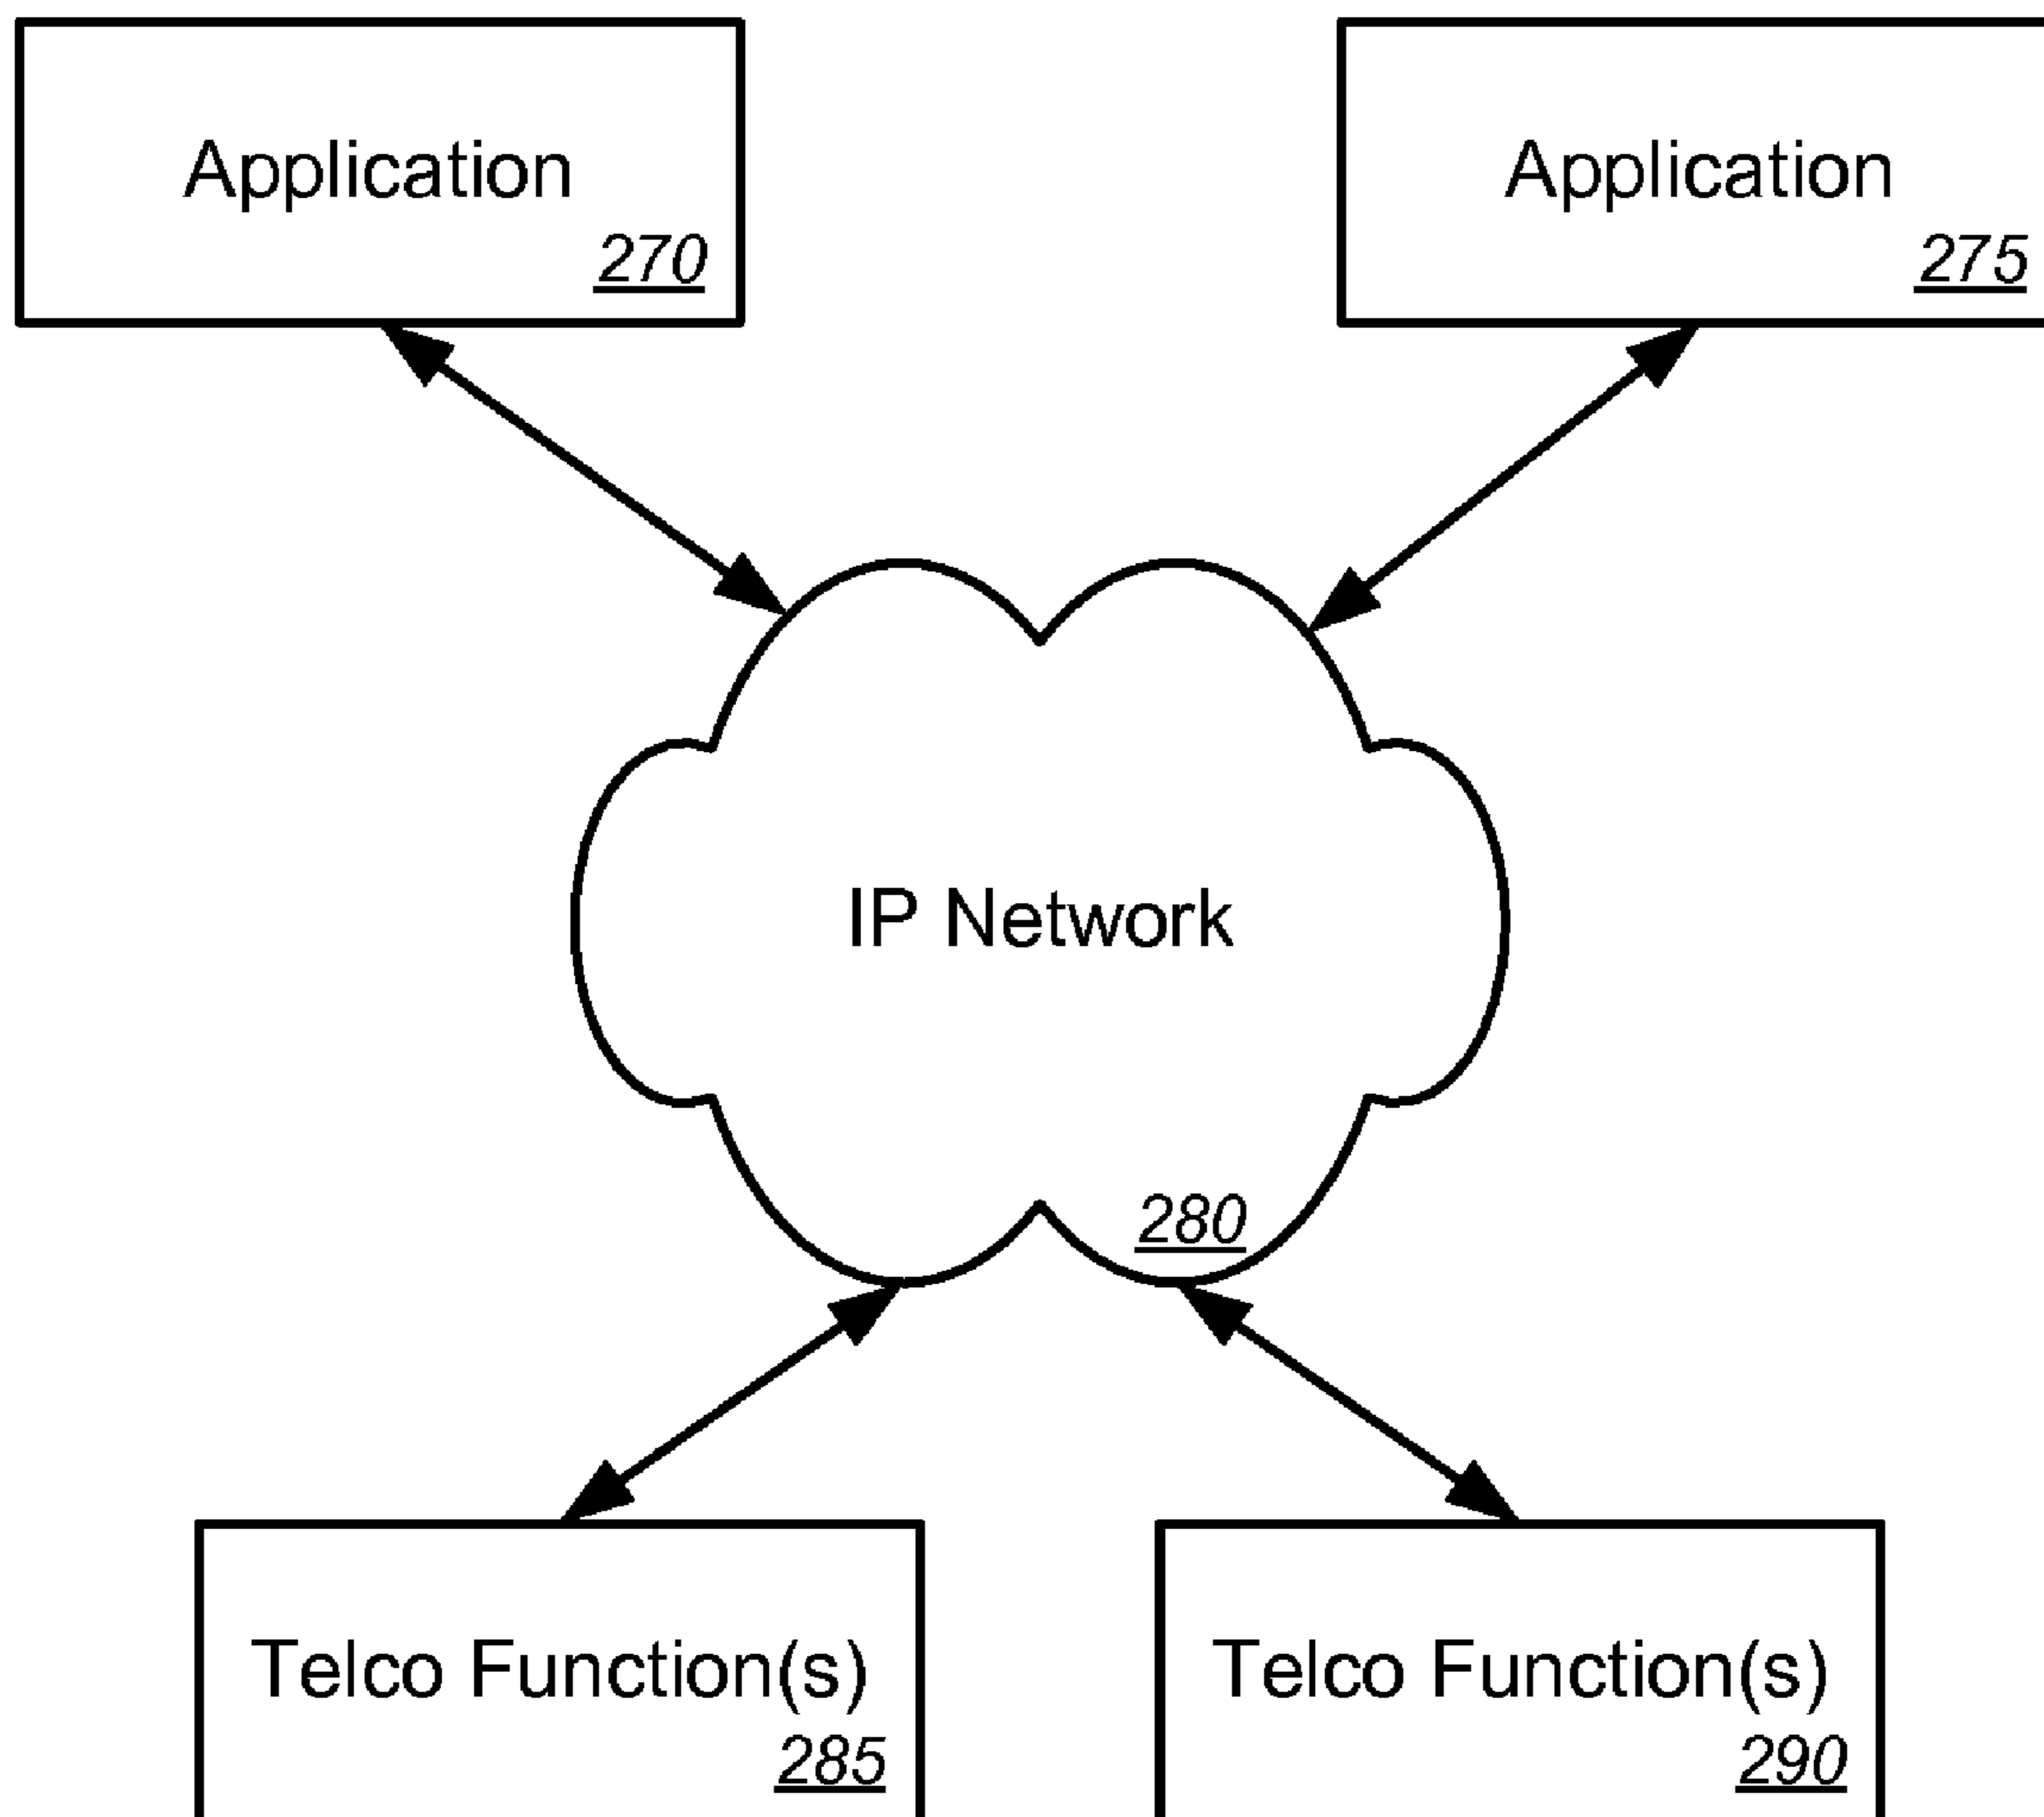 Application
270
Application
275
IP Network
280
Telco Function(s)
285
Telco Function(s)
290